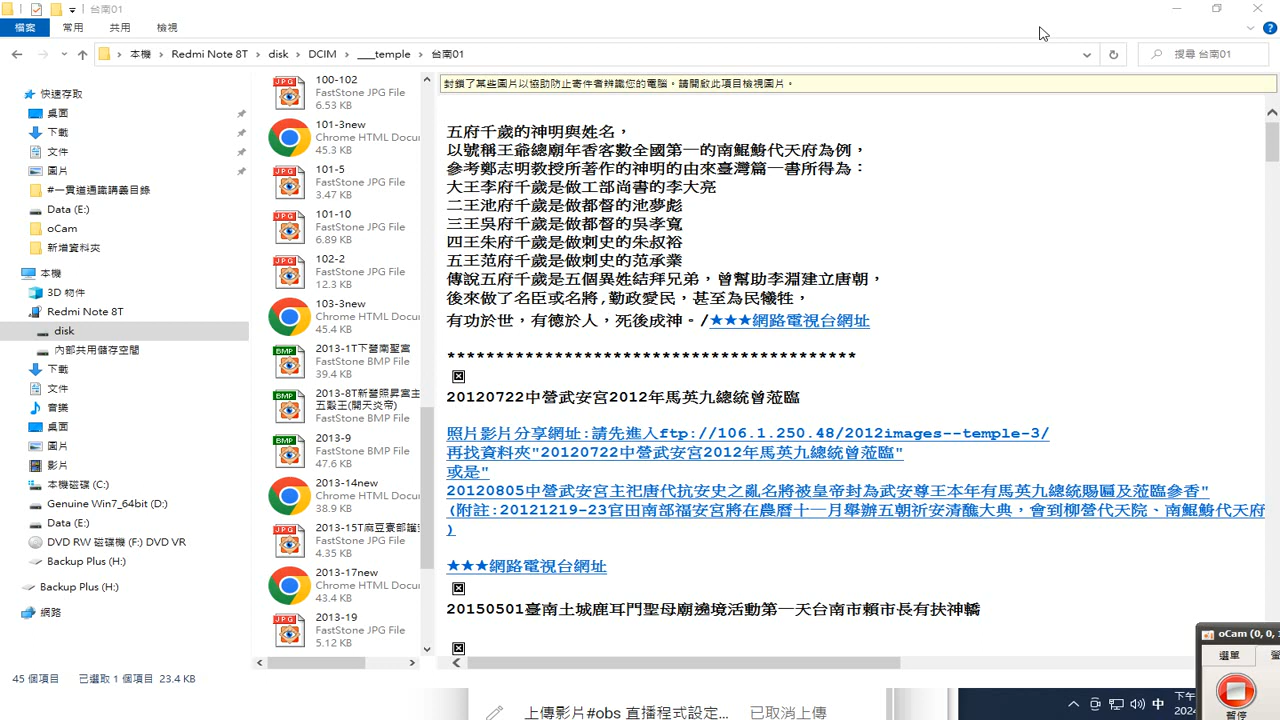 台南01
檔案 常用 共用 檢視
本機 Redmi Note 8T disk DCIM ___temple 台南01
搜尋 台南01
快速存取
桌面
下載
文件
圖片
#一貫道通識講義目錄
Data (E:)
oCam
新增資料夾
本機
3D 物件
Redmi Note 8T
disk
內部共用儲存空間
下載
文件
音樂
桌面
圖片
影片
本機磁碟 (C:)
Genuine Win7_64bit (D:)
Data (E:)
DVD RW 磁碟機 (F:) DVD VR
Backup Plus (H:)
Backup Plus (H:)
網路
45 個項目 已選取 1 個項目 23.4 KB
100-102
FastStone JPG File
6.53 KB
101-3new
Chrome HTML Docu
45.3 KB
101-5
FastStone JPG File
3.47 KB
101-10
FastStone JPG File
6.89 KB
102-2
FastStone JPG File
12.3 KB
103-3new
Chrome HTML Docu
45.4 KB
2013-1T下營南聖宮
FastStone BMP File
39.4 KB
2013-8T新營照昇宮主
五穀王(開天炎帝)
FastStone BMP File
2013-9
FastStone BMP File
47.6 KB
2013-14new
Chrome HTML Docu
38.9 KB
2013-15T麻豆寮郎護
FastStone JPG File
4.35 KB
2013-17new
Chrome HTML Docu
43.4 KB
2013-19
FastStone JPG File
5.12 KB
封鎖了某些圖片以協助防止寄件者辨識您的電腦。請開啟此項目檢視圖片。
五府千歲的神明與姓名，
以號稱王爺總廟年香客數全國第一的南鯤鯓代天府為例，
參考鄭志明教授所著作的神明的由來臺灣篇一書所得為：
大王李府千歲是做工部尚書的李大亮
二王池府千歲是做都督的池夢彪
三王吳府千歲是做都督的吳孝寬
四王朱府千歲是做刺史的朱叔裕
五王范府千歲是做刺史的范承業
傳說五府千歲是五個異姓結拜兄弟，曾幫助李淵建立唐朝，
後來做了名臣或名將,勤政愛民，甚至為民犧牲，
有功於世，有德於人，死後成神。/★★★網路電視台網址
******************************************
20120722中營武安宮2012年馬英九總統曾蒞臨
照片影片分享網址:請先進入ftp://106.1.250.48/2012images--temple-3/
再找資料夾"20120722中營武安宮2012年馬英九總統曾蒞臨"
或是"
20120805中營武安宮主祀唐代抗安史之亂名將被皇帝封為武安尊王本年有馬英九總統賜匾及蒞臨參香"
(附註:20121219-23官田南部福安宮將在農曆十一月舉辦五朝祈安清醮大典，會到柳營代天院、南鯤鯓代天府
)
★★★網路電視台網址
20150501臺南土城鹿耳門聖母廟遶境活動第一天台南市賴市長有扶神轎
oCam (0, 0,
選單
暫停
上傳影片#obs 直播程式設定... 已取消上傳
中
下午
202